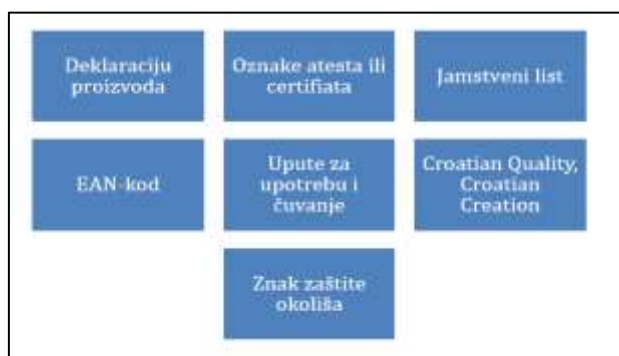 Deklaraciju
proizvoda
Oznake atesta ili
certifiata
Jamstveni list
EAN-kod
Upute za
upotrebu i
čuvanje
Croatian Quality,
Croatian
Creation
Znak zaštite
okoliša